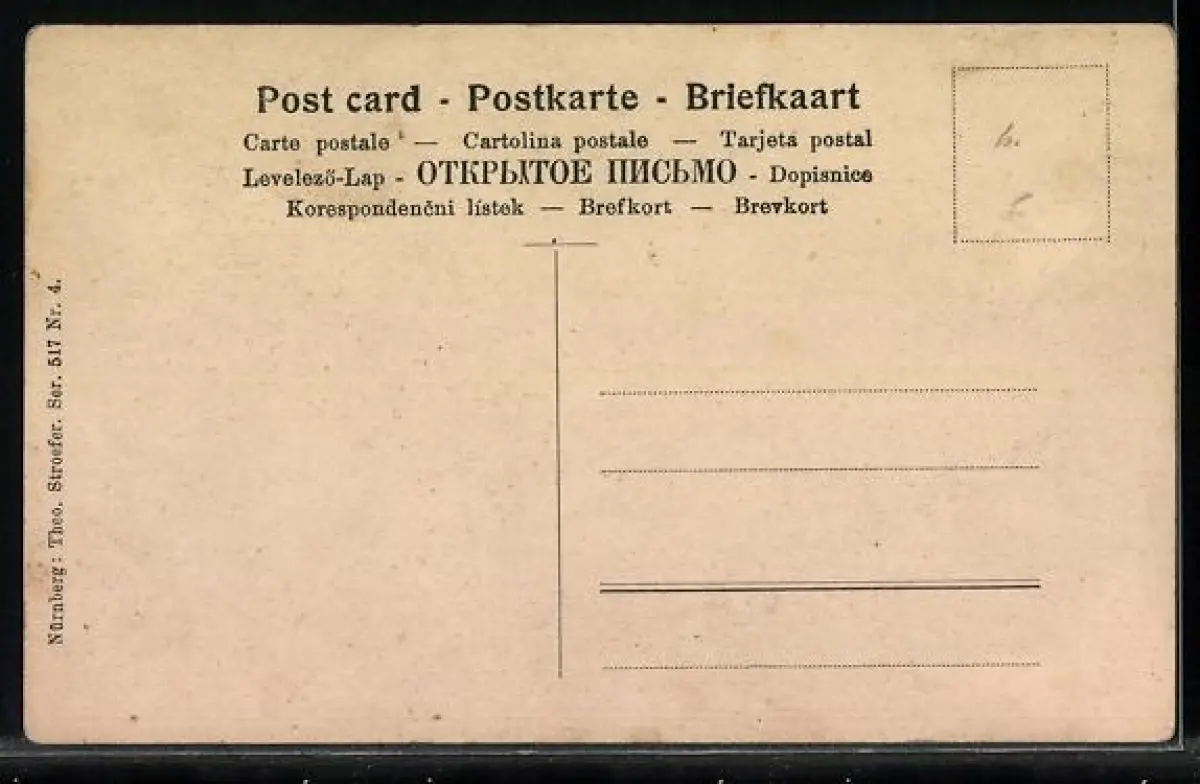 Post card - Postkarte - Briefkaart
Carte postale — Cartolina postale — Tarjeta postal
Levelező-Lap - ОТКРЫТОЕ ПИСЬМО - Dopisnice
Korespondenční lístek — Brefkort — Brevkort
Nürnberg: Theo. Stroefer. Ser. 517 Nr. 4.